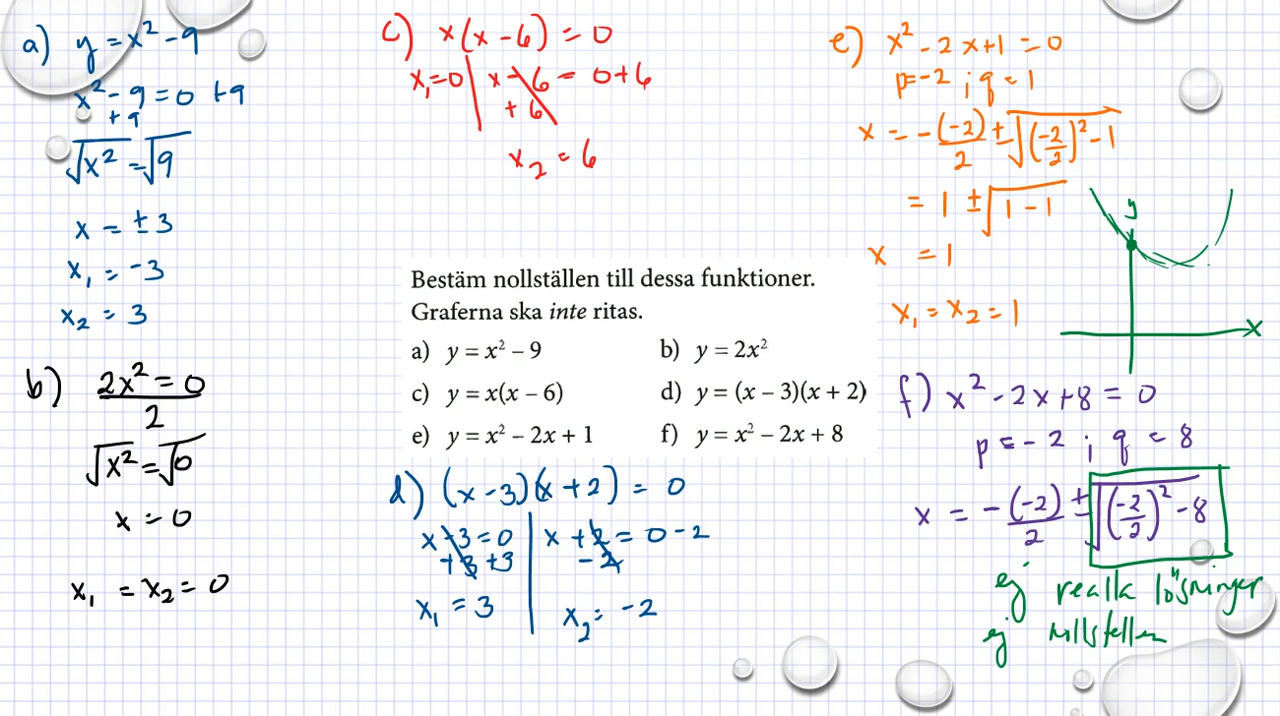 a) y = x² - 9
x² - 9 = 0 + 9
+ 9
√x² = √9
x = ± 3
x₁ = -3
x₂ = 3
b) 2x² = 0
2
√x² = √0
x = 0
x₁ = x₂ = 0
c) x(x - 6) = 0
x₁ = 0 | x - 6 = 0 + 6
+ 6
x₂ = 6
Bestäm nollställen till dessa funktioner.
Graferna ska inte ritas.
a) y = x² – 9 b) y = 2x²
c) y = x(x – 6) d) y = (x – 3)(x + 2)
e) y = x² – 2x + 1 f) y = x² – 2x + 8
d) (x - 3)(x + 2) = 0
x - 3 = 0 | x + 2 = 0 - 2
+ 3 + 3 | - 2
x₁ = 3 | x₂ = -2
e) x² - 2x + 1 = 0
p = -2 ; q = 1
x = -(-2)/2 ± √((-2/2)² - 1)
= 1 ± √(1 - 1)
x = 1
x₁ = x₂ = 1
y
x
f) x² - 2x + 8 = 0
p = -2 ; q = 8
x = -(-2)/2 ± √((-2/2)² - 8)
ej realla lösninger
ej nillstellen